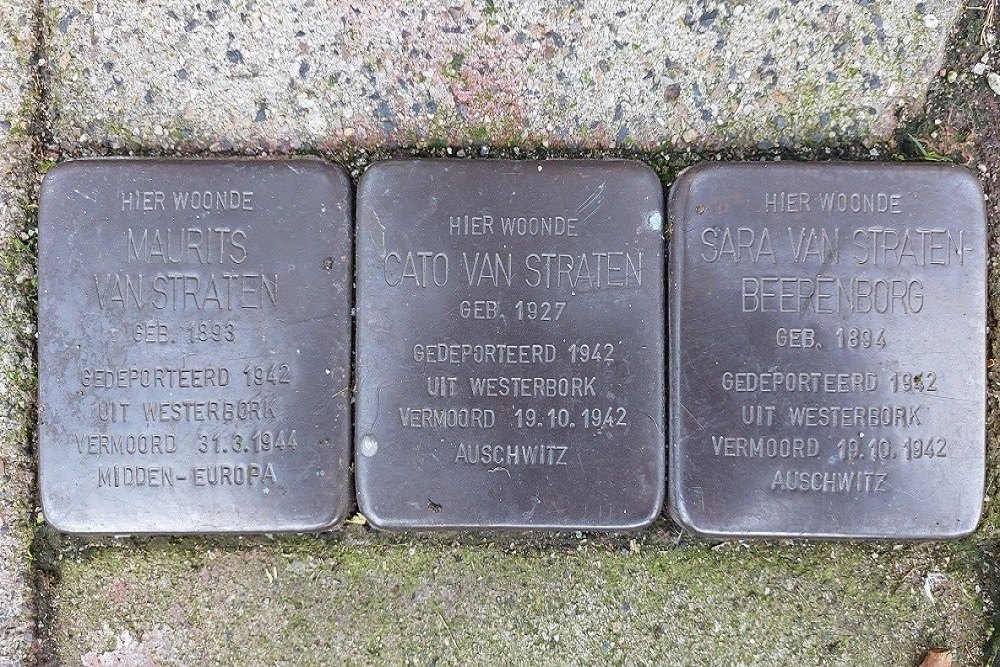 HIER WOONDE
MAURITS
VAN STRATEN
GEB. 1893
GEDEPORTEERD 1942
UIT WESTERBORK
VERMOORD 31.3.1944
MIDDEN-EUROPA
HIER WOONDE
CATO VAN STRATEN
GEB. 1927
GEDEPORTEERD 1942
UIT WESTERBORK
VERMOORD 19.10.1942
AUSCHWITZ
HIER WOONDE
SARA VAN STRATEN-
BEERENBORG
GEB. 1894
GEDEPORTEERD 1942
UIT WESTERBORK
VERMOORD 19.10.1942
AUSCHWITZ